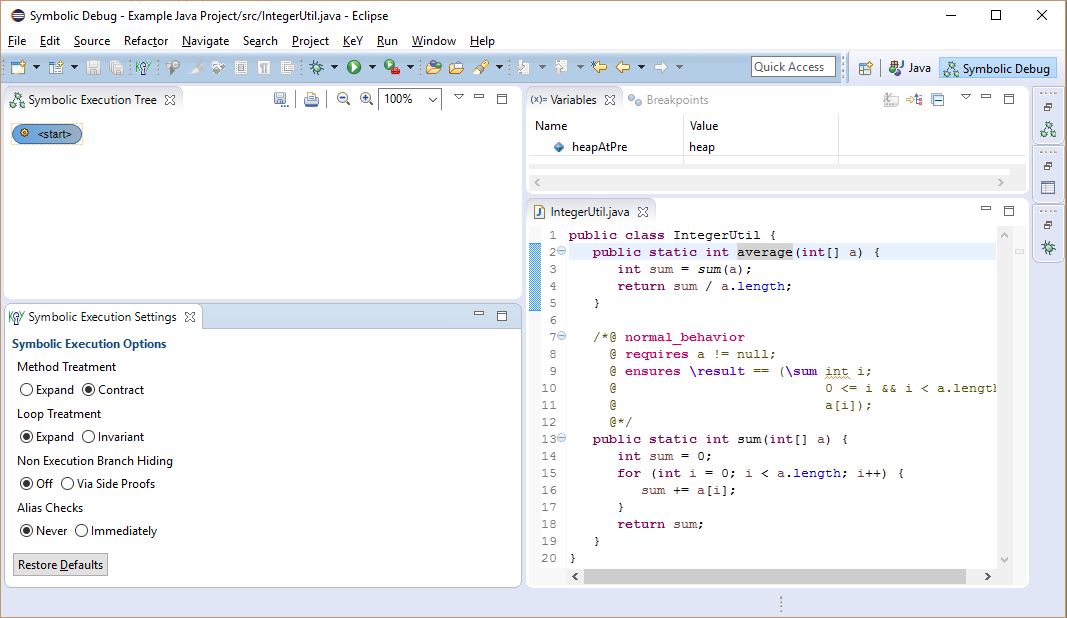 Symbolic Debug - Example Java Project/src/IntegerUtil.java - Eclipse
File Edit Source Refactor Navigate Search Project KeY Run Window Help
Quick Access Java Symbolic Debug
Symbolic Execution Tree 100%
<start>
(x)= Variables Breakpoints
Name Value
heapAtPre heap
IntegerUtil.java
1 public class IntegerUtil {
2 public static int average(int[] a) {
3 int sum = sum(a);
4 return sum / a.length;
5 }
6
7 /*@ normal_behavior
8 @ requires a != null;
9 @ ensures \result == (\sum int i;
10 @ 0 <= i && i < a.length
11 @ a[i]);
12 @*/
13 public static int sum(int[] a) {
14 int sum = 0;
15 for (int i = 0; i < a.length; i++) {
16 sum += a[i];
17 }
18 return sum;
19 }
20 }
Symbolic Execution Settings
Symbolic Execution Options
Method Treatment
Expand Contract
Loop Treatment
Expand Invariant
Non Execution Branch Hiding
Off Via Side Proofs
Alias Checks
Never Immediately
Restore Defaults